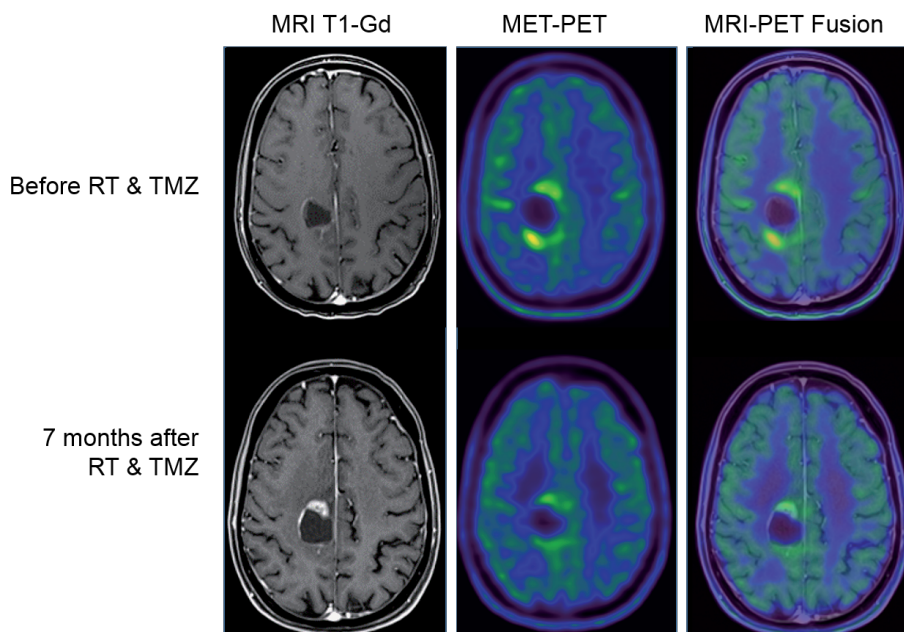 MRI T1-Gd
MET-PET
MRI-PET Fusion
Before RT & TMZ
7 months after
RT & TMZ